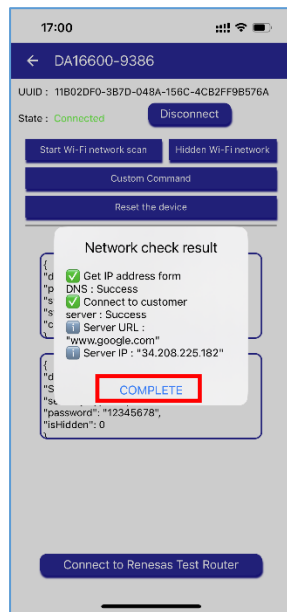 17:00
← DA16600-9386
UUID : 11B02DF0-3B7D-048A-156C-4CB2FF9B576A
State : Connected
Disconnect
Start Wi-Fi network scan
Hidden Wi-Fi network
Custom Command
Reset the device
Network check result
✅ Get IP address form
DNS : Success
✅ Connect to customer
server : Success
ℹ️ Server URL :
"www.google.com"
ℹ️ Server IP : "34.208.225.182"
COMPLETE
{
"d
"p
"s
"s
"c
{
"d
"S
"se
"password": "12345678",
"isHidden": 0
Connect to Renesas Test Router